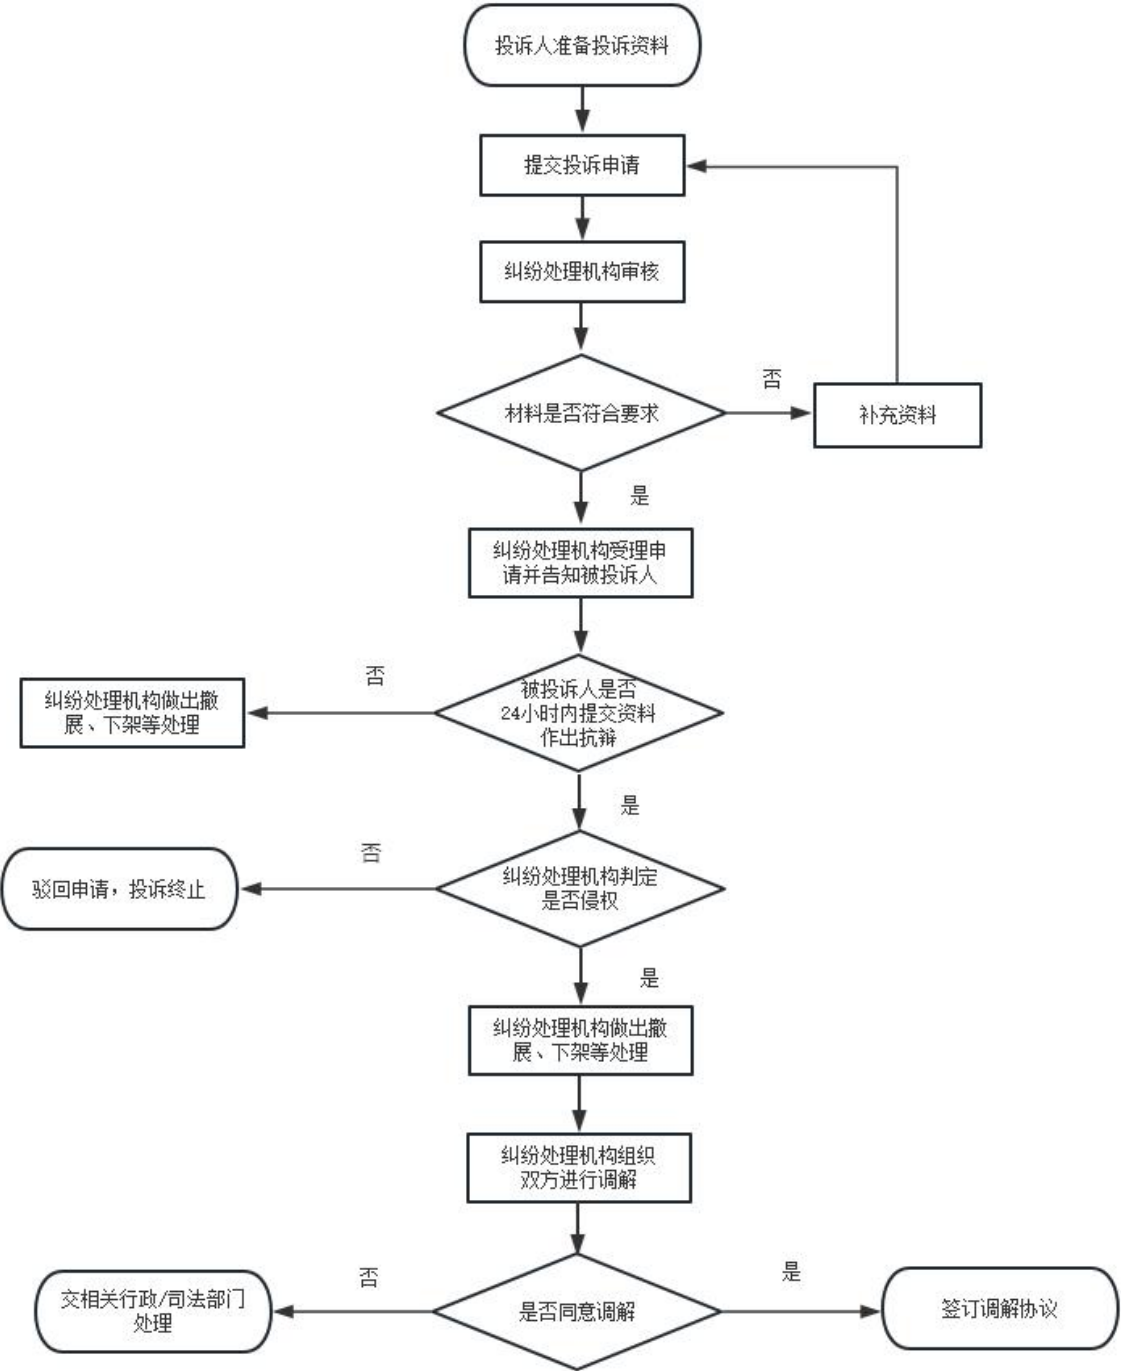 投诉人准备投诉资料
提交投诉申请
纠纷处理机构审核
材料是否符合要求
否
补充资料
是
纠纷处理机构受理申
请并告知被投诉人
被投诉人是否
24小时内提交资料
作出抗辩
否
纠纷处理机构做出撤
展、下架等处理
是
纠纷处理机构判定
是否侵权
否
驳回申请，投诉终止
是
纠纷处理机构做出撤
展、下架等处理
纠纷处理机构组织
双方进行调解
是否同意调解
否
交相关行政/司法部门
处理
是
签订调解协议